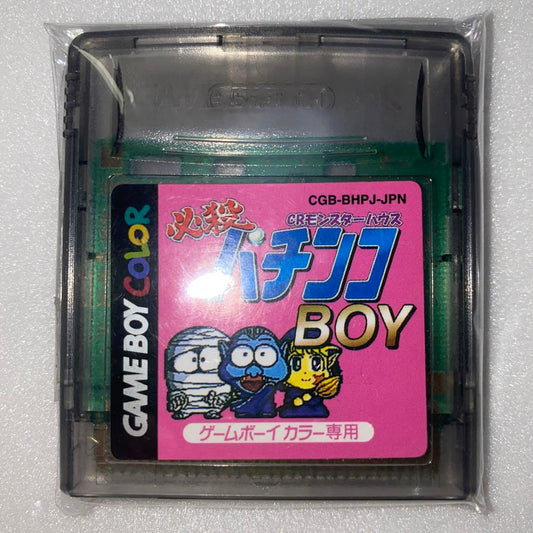 CGB-BHPJ-JPN
必殺
CRモンスターハウス
パチンコ
BOY
GAME BOY COLOR
ゲームボーイカラー専用